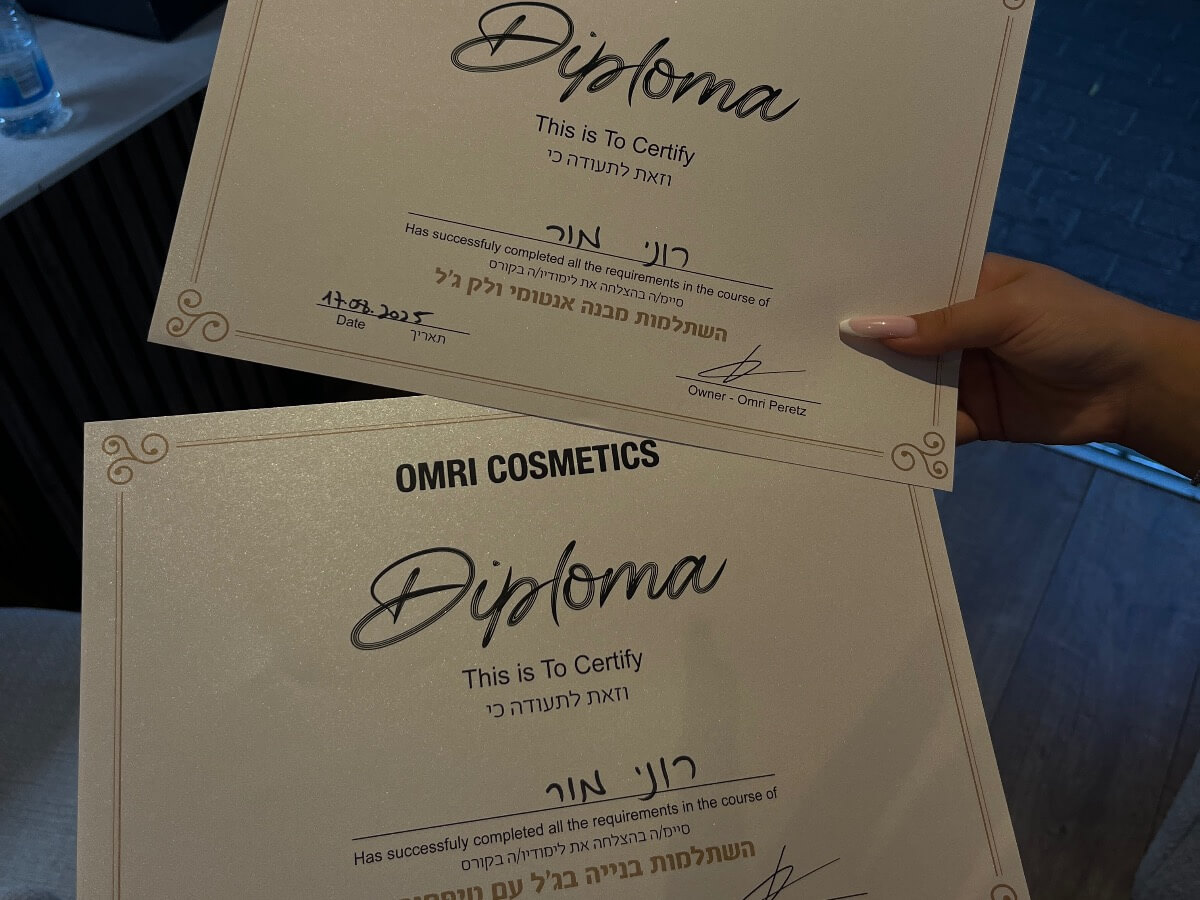 Diploma
This is To Certify
וזאת לתעודה כי
רוני מור
Has successfuly completed all the requirements in the course of
סיימ/ה בהצלחה את לימודיו/ה בקורס
השתלמות מבנה אנטומי ולק ג'ל
17.08.2025
Date
תאריך
Owner - Omri Peretz
OMRI COSMETICS
Diploma
This is To Certify
וזאת לתעודה כי
רוני מור
Has successfuly completed all the requirements in the course of
סיימ/ה בהצלחה את לימודיו/ה בקורס
השתלמות בנייה בג'ל עם